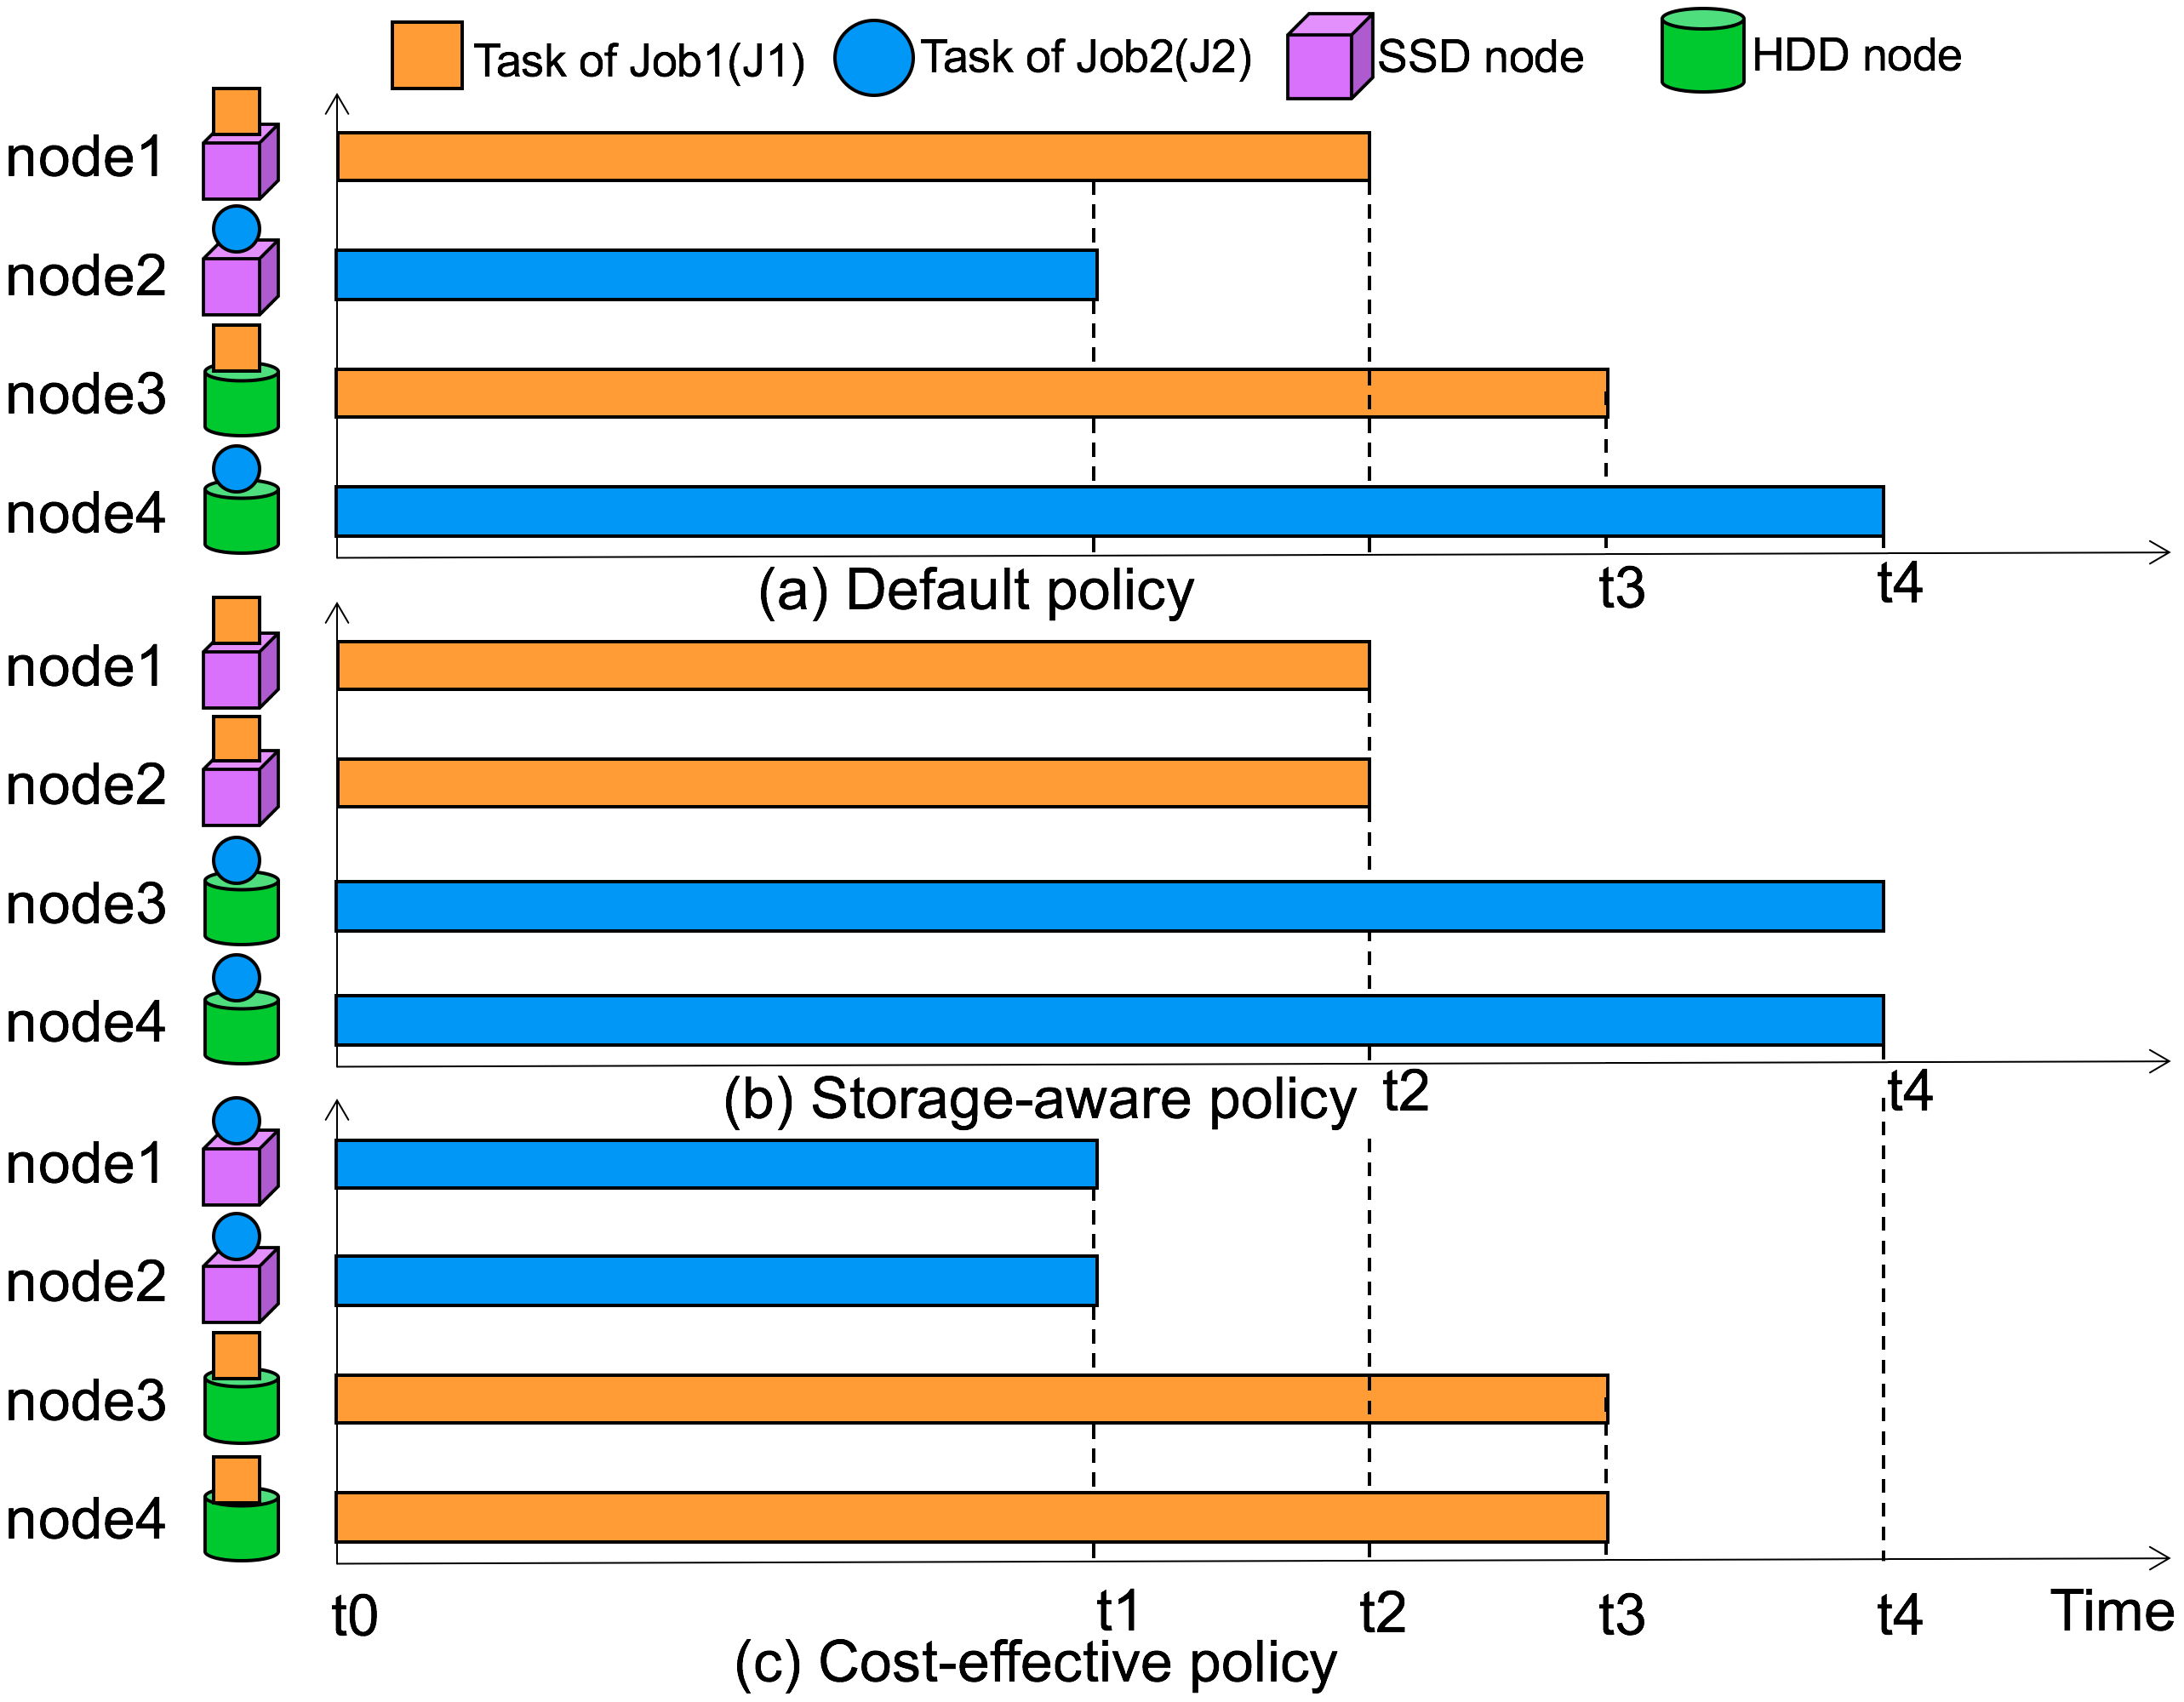 Task of Job1(J1) Task of Job2(J2) SSD node HDD node
node1
node2
node3
node4
(a) Default policy t3 t4
node1
node2
node3
node4
(b) Storage-aware policy t2 t4
node1
node2
node3
node4
t0 t1 t2 t3 t4 Time
(c) Cost-effective policy